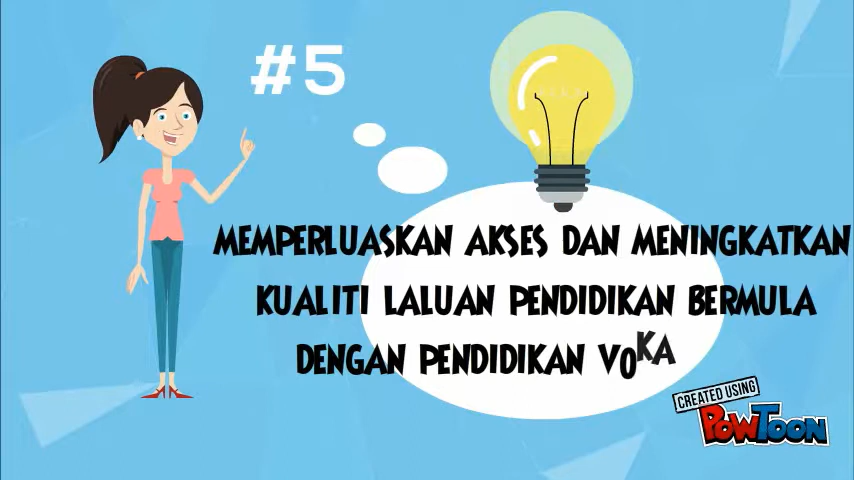 #5
MEMPERLUASKAN AKSES DAN MENINGKATKAN
KUALITI LALUAN PENDIDIKAN BERMULA
DENGAN PENDIDIKAN VOKA
CREATED USING
POWTOON